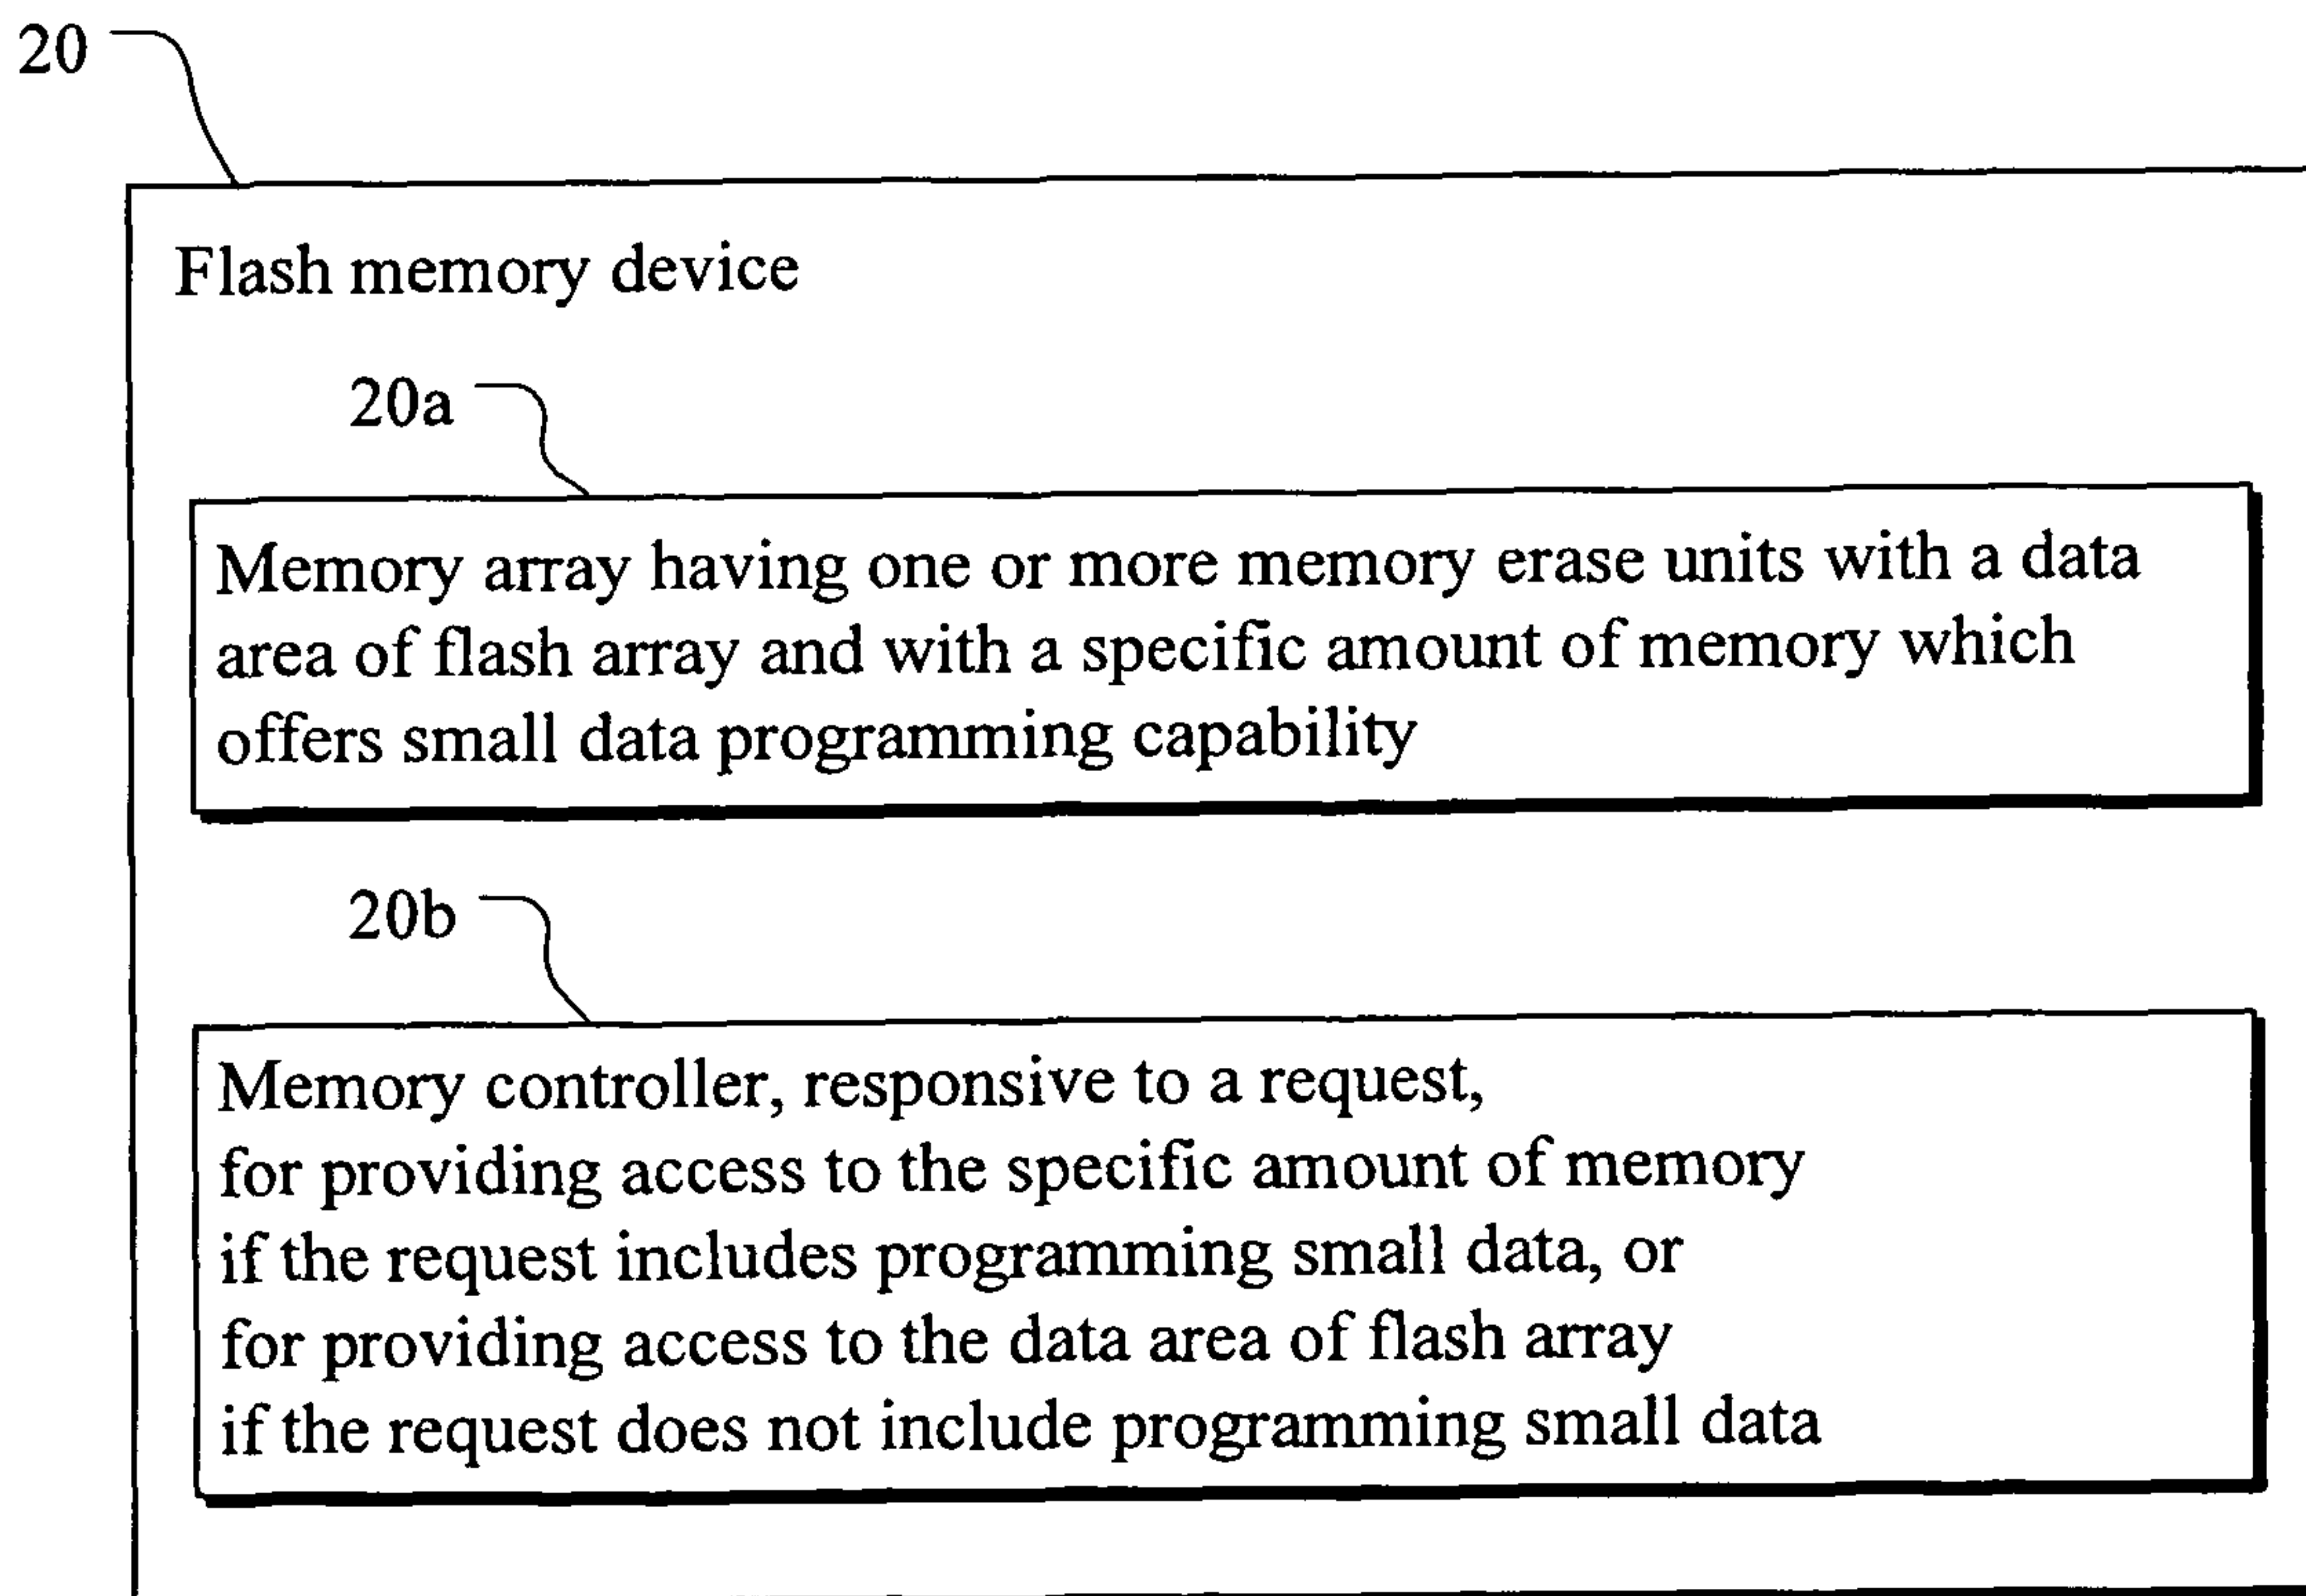 20
Flash memory device
20a
Memory array having one or more memory erase units with a data
area of flash array and with a specific amount of memory which
offers small data programming capability
20b
Memory controller, responsive to a request,
for providing access to the specific amount of memory
if the request includes programming small data, or
for providing access to the data area of flash array
if the request does not include programming small data